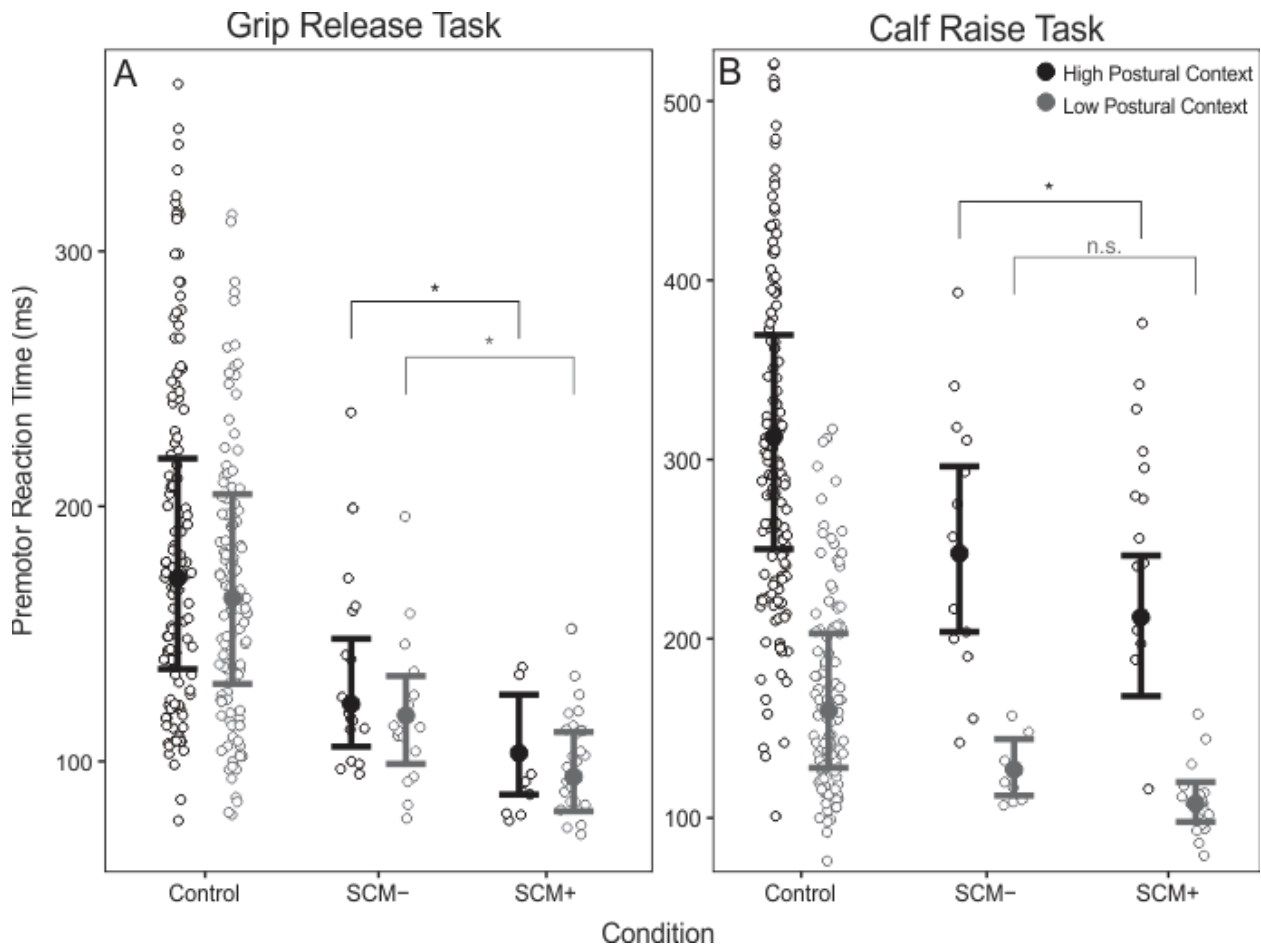 Grip Release Task
Calf Raise Task
A
B
High Postural Context
Low Postural Context
Premotor Reaction Time (ms)
300
200
100
*
*
500
400
300
200
100
*
n.s.
Control
SCM−
SCM+
Control
SCM−
SCM+
Condition